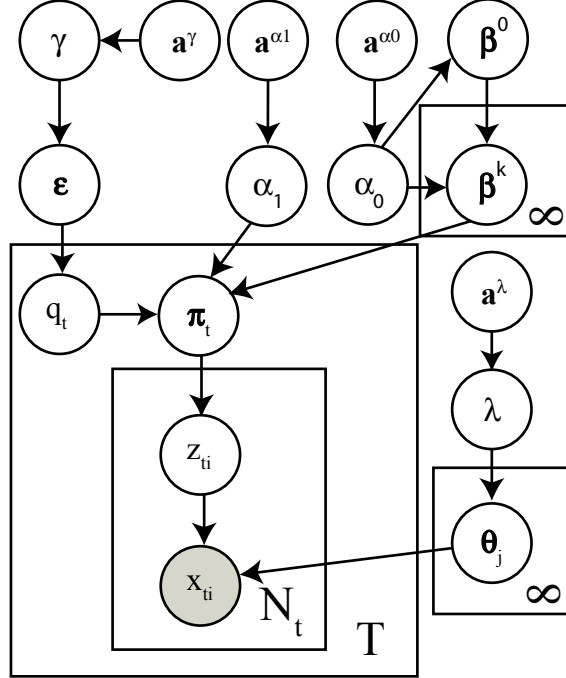 γ a^γ a^α1 a^α0 β^0
ε α_1 α_0 β^k
∞
q_t π_t a^λ
z_ti λ
x_ti θ_j
N_t ∞
T